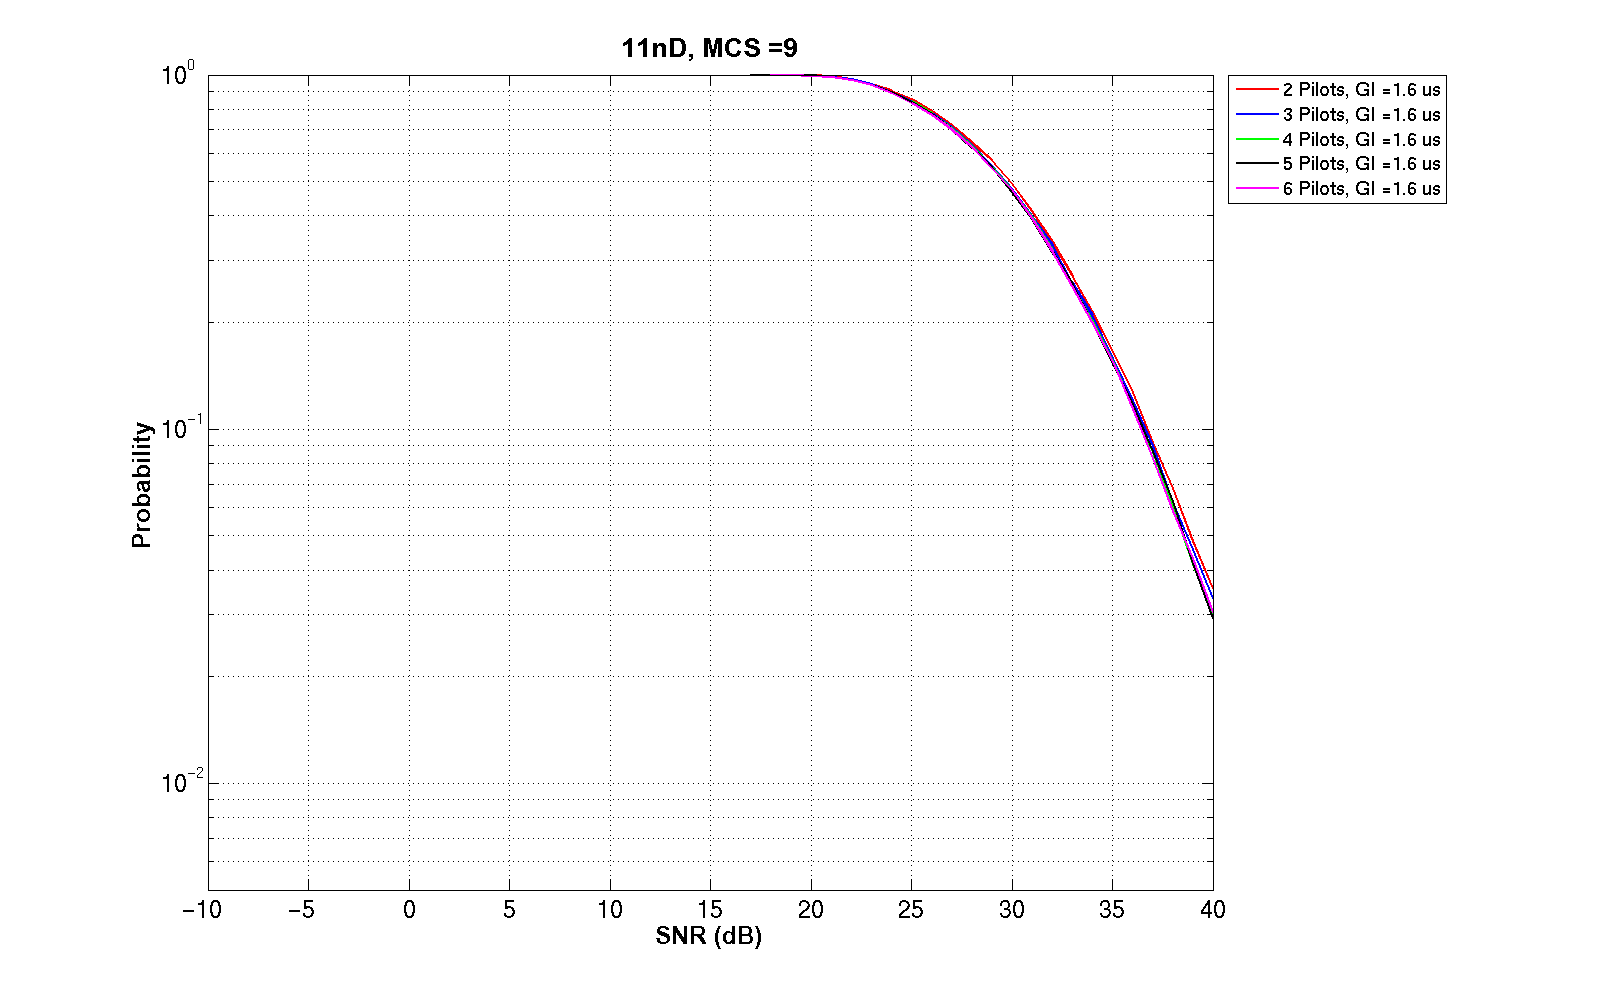 11nD, MCS =9
10^0
10^−1
10^−2
Probability
−10 −5 0 5 10 15 20 25 30 35 40
SNR (dB)
2 Pilots, GI =1.6 us
3 Pilots, GI =1.6 us
4 Pilots, GI =1.6 us
5 Pilots, GI =1.6 us
6 Pilots, GI =1.6 us